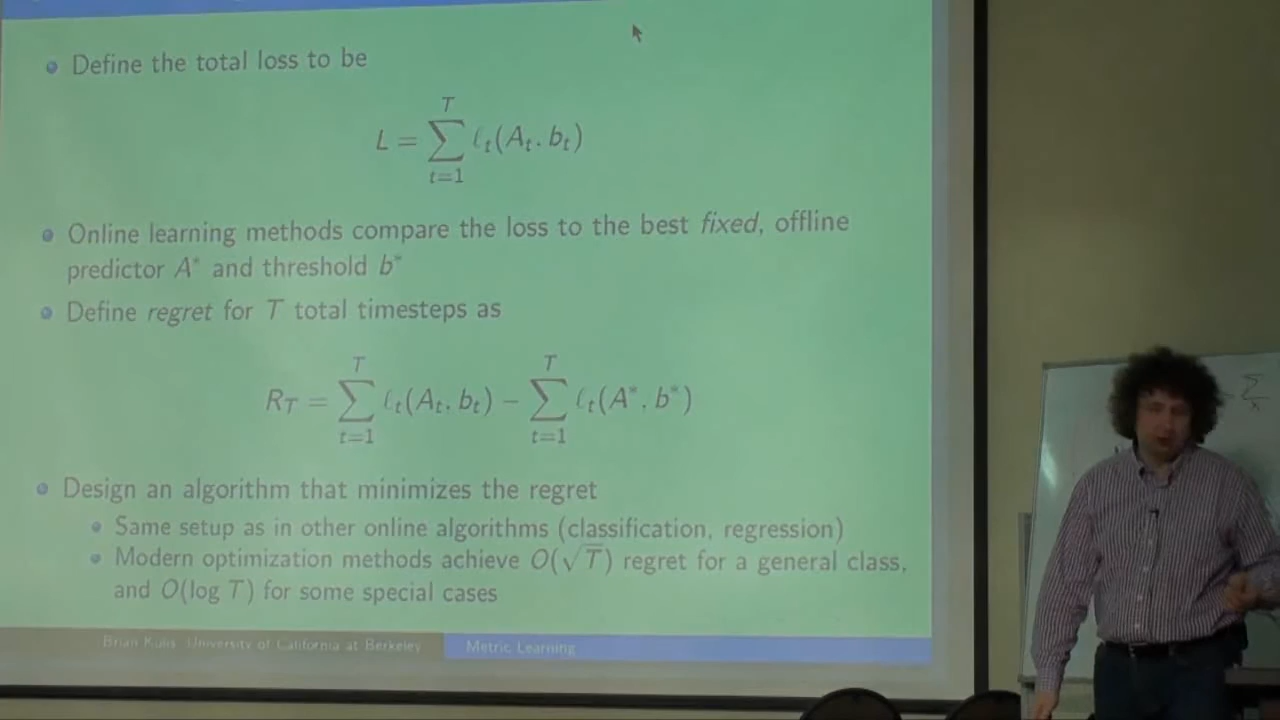 Define the total loss to be
L = \sum_{t=1}^{T} ℓ_t(A_t, b_t)
Online learning methods compare the loss to the best fixed, offline
predictor A* and threshold b*
Define regret for T total timesteps as
R_T = \sum_{t=1}^{T} ℓ_t(A_t, b_t) − \sum_{t=1}^{T} ℓ_t(A*, b*)
Design an algorithm that minimizes the regret
Same setup as in other online algorithms (classification, regression)
Modern optimization methods achieve O(√T) regret for a general class,
and O(log T) for some special cases
Brian Kulis, University of California at Berkeley Metric Learning